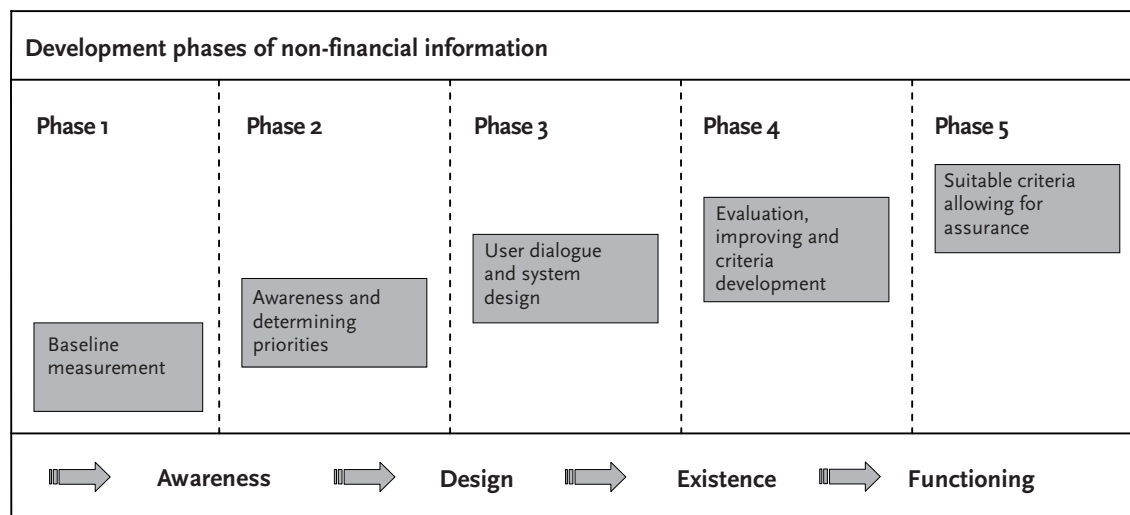 Development phases of non-financial information
Phase 1
Phase 2
Phase 3
Phase 4
Phase 5
Baseline
measurement
Awareness and
determining
priorities
User dialogue
and system
design
Evaluation,
improving and
criteria
development
Suitable criteria
allowing for
assurance
Awareness
Design
Existence
Functioning